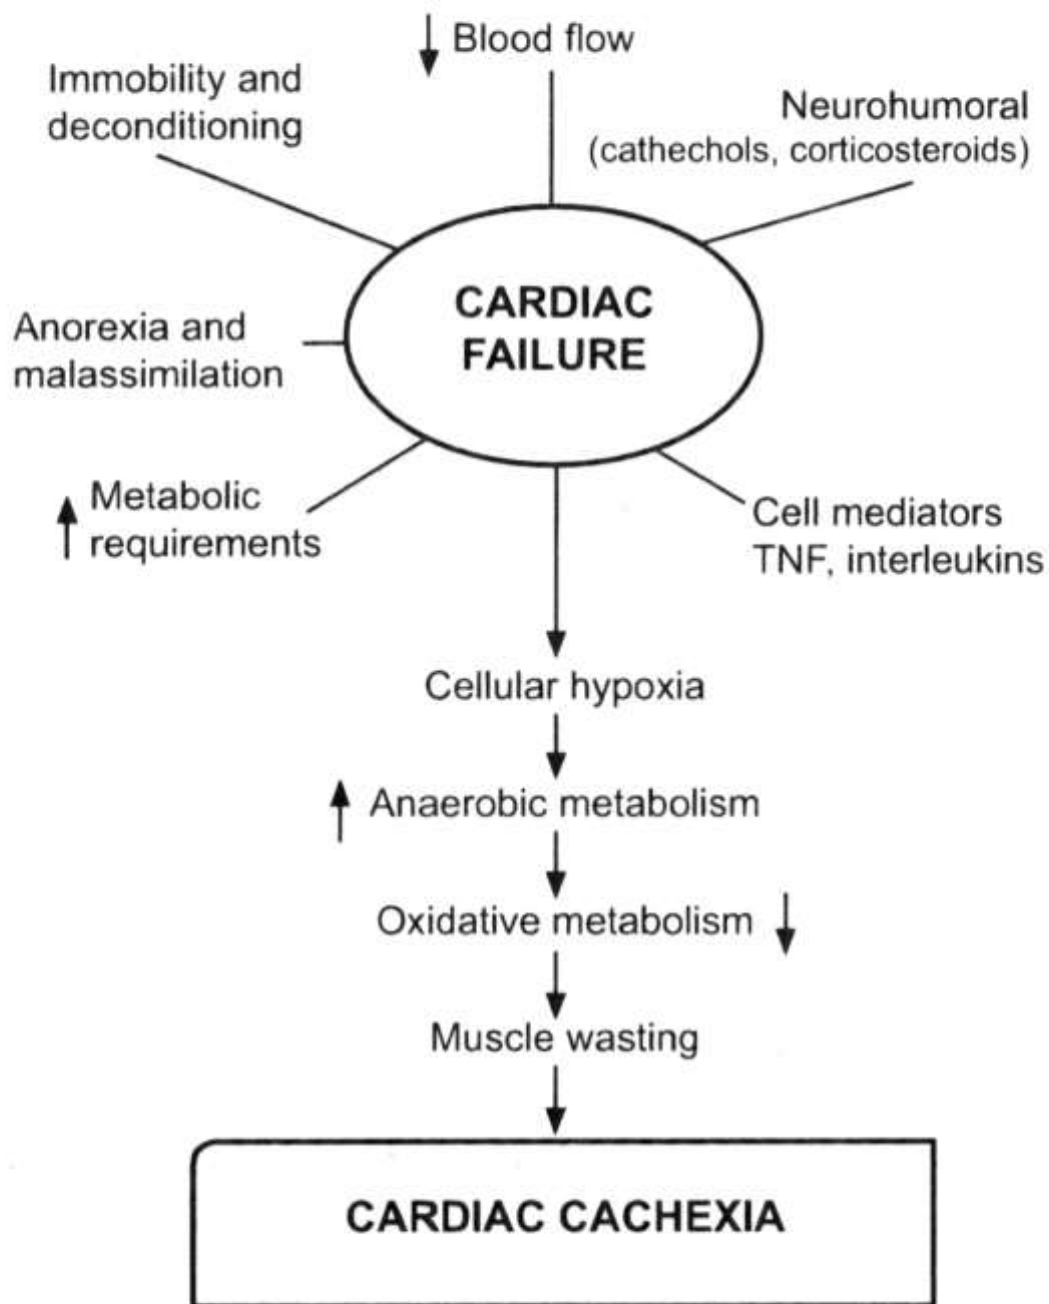 ↓ Blood flow
Immobility and
deconditioning
Neurohumoral
(cathechols, corticosteroids)
CARDIAC
FAILURE
Anorexia and
malassimilation
↑ Metabolic
requirements
Cell mediators
TNF, interleukins
Cellular hypoxia
↑ Anaerobic metabolism
Oxidative metabolism ↓
Muscle wasting
CARDIAC CACHEXIA